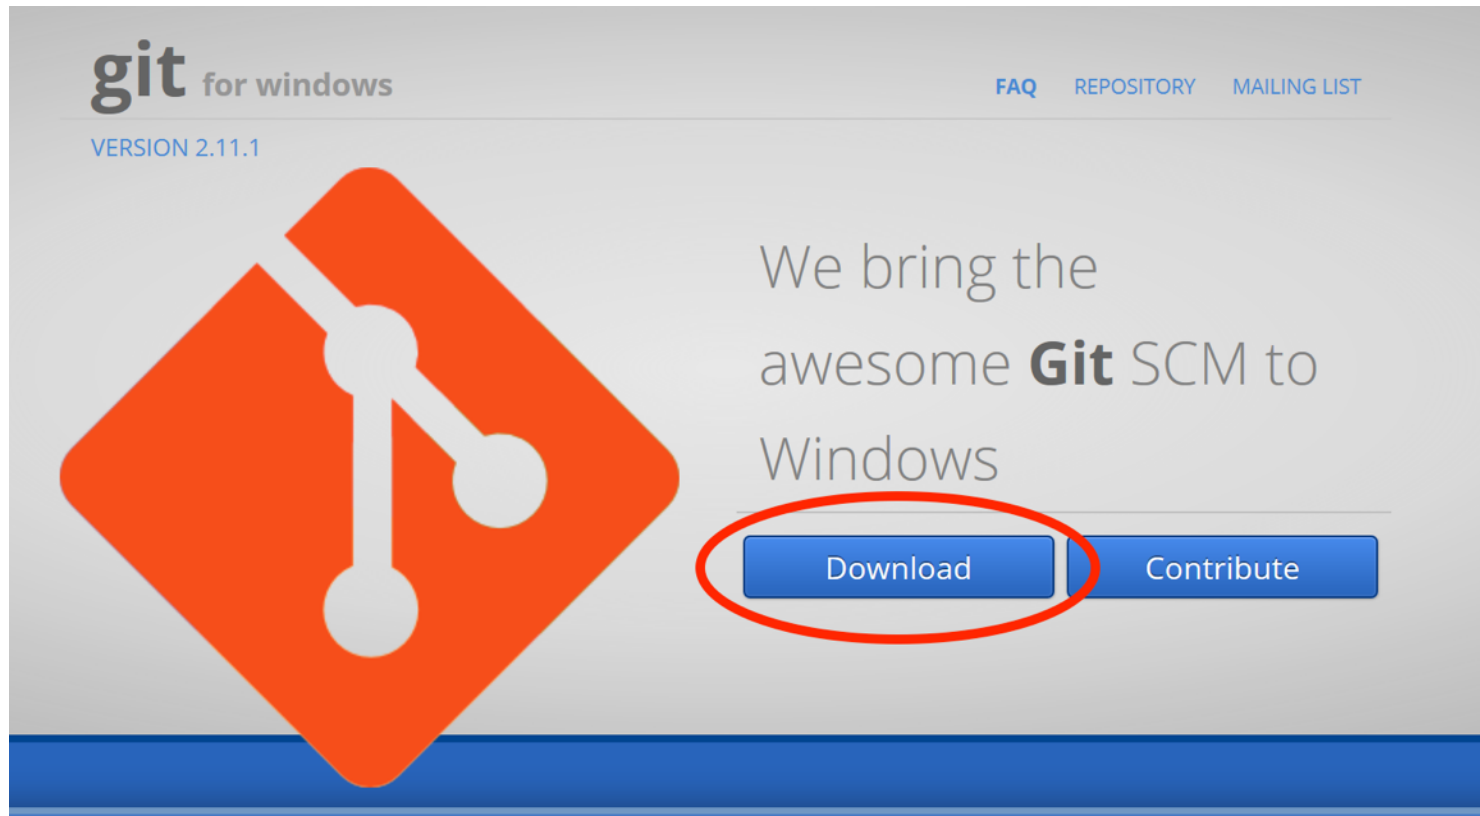 git for windows
FAQ REPOSITORY MAILING LIST
VERSION 2.11.1
We bring the
awesome Git SCM to
Windows
Download
Contribute